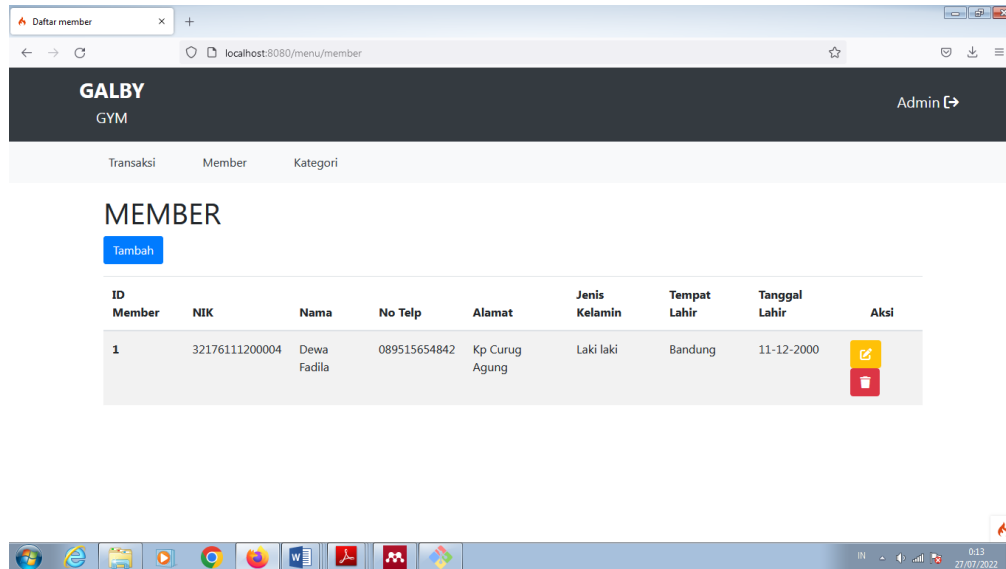 Daftar member
localhost:8080/menu/member
GALBY
GYM
Admin
Transaksi Member Kategori
MEMBER
Tambah
ID Member NIK Nama No Telp Alamat Jenis Kelamin Tempat Lahir Tanggal Lahir Aksi
1 32176111200004 Dewa Fadila 089515654842 Kp Curug Agung Laki laki Bandung 11-12-2000
IN 0:13
27/07/2022